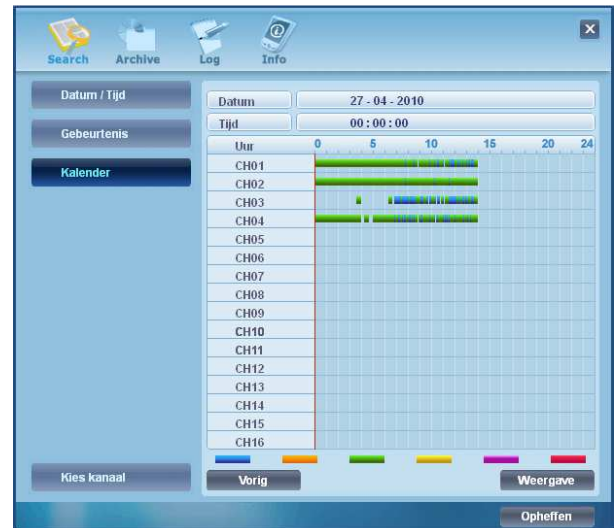 Search Archive Log Info
Datum / Tijd
Gebeurtenis
Kalender
Kies kanaal
Datum 27 - 04 - 2010
Tijd 00 : 00 : 00
Uur 0 5 10 15 20 24
CH01
CH02
CH03
CH04
CH05
CH06
CH07
CH08
CH09
CH10
CH11
CH12
CH13
CH14
CH15
CH16
Vorig Weergave
Opheffen